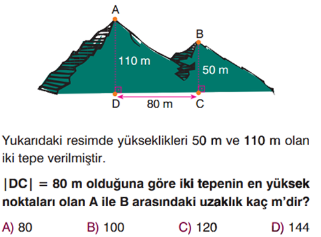 A
B
110 m
50 m
D
80 m
C
Yukarıdaki resimde yükseklikleri 50 m ve 110 m olan
iki tepe verilmiştir.
|DC| = 80 m olduğuna göre iki tepenin en yüksek
noktaları olan A ile B arasındaki uzaklık kaç m'dir?
A) 80 B) 100 C) 120 D) 144